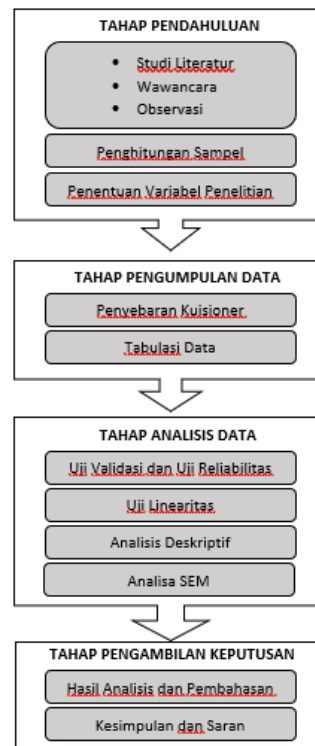 TAHAP PENDAHULUAN
• Studi Literatur
• Wawancara
• Observasi
Penghitungan Sampel
Penentuan Variabel Penelitian
TAHAP PENGUMPULAN DATA
Penyebaran Kuisioner
Tabulasi Data
TAHAP ANALISIS DATA
Uji Validasi dan Uji Reliabilitas
Uji Linearitas
Analisis Deskriptif
Analisa SEM
TAHAP PENGAMBILAN KEPUTUSAN
Hasil Analisis dan Pembahasan
Kesimpulan dan Saran